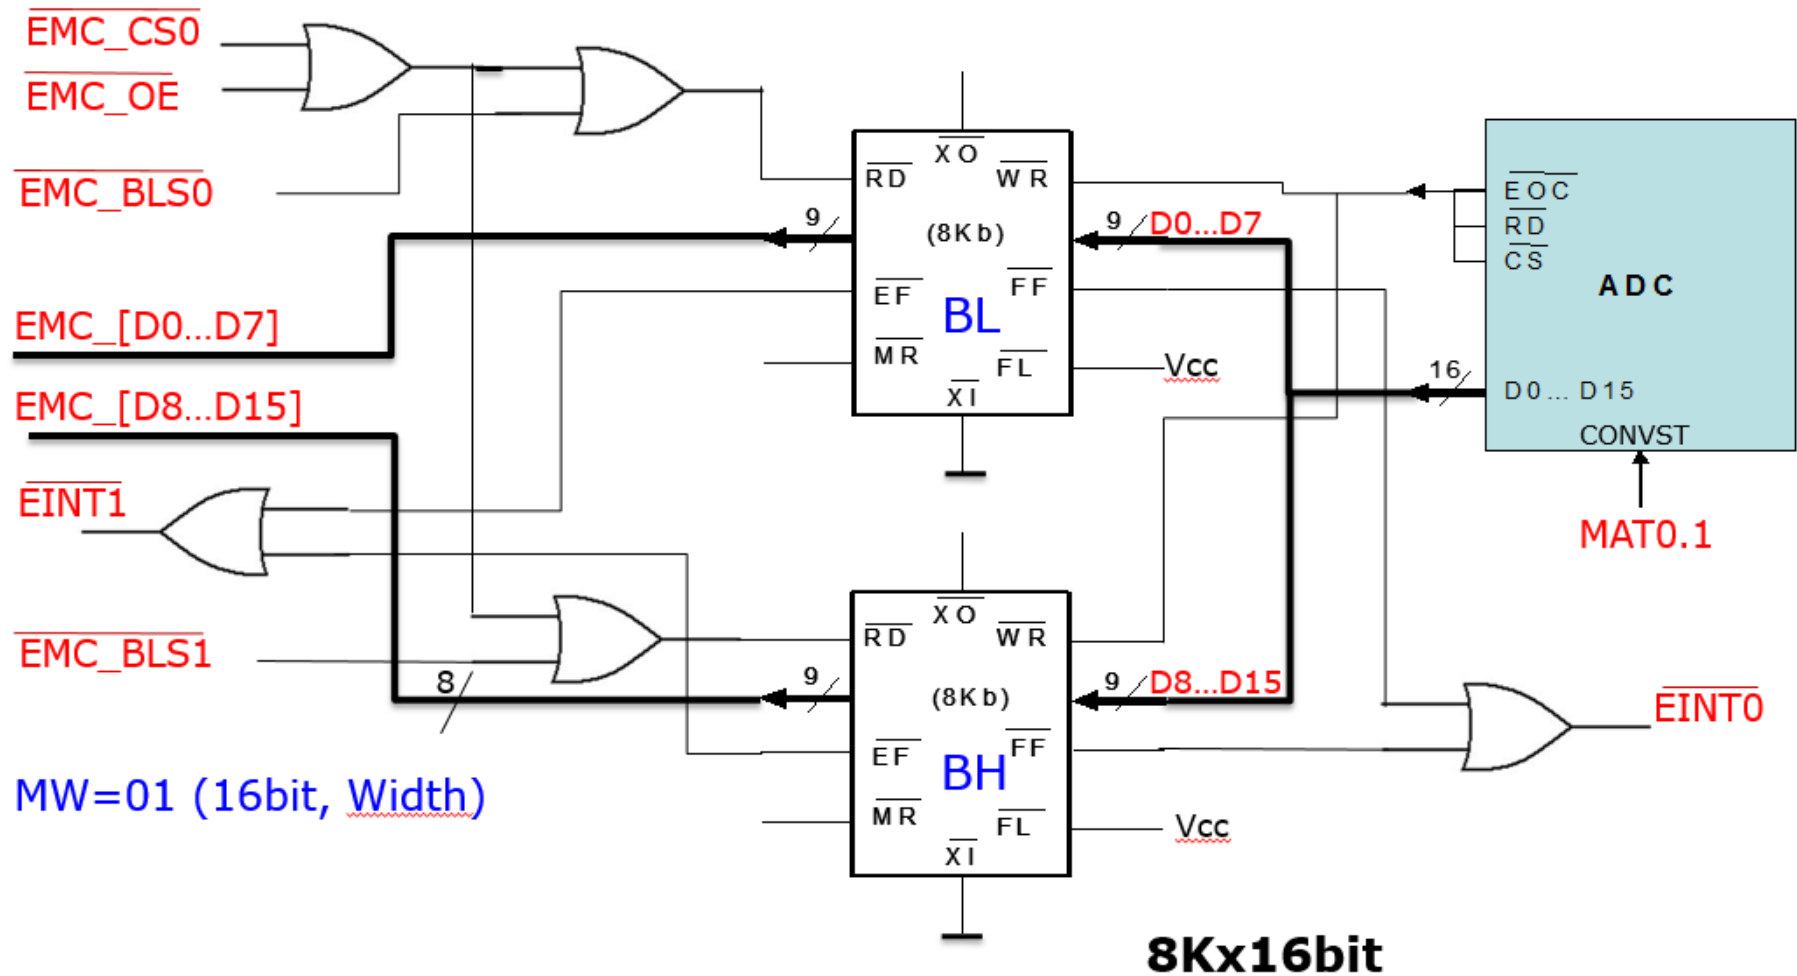 EMC_CS0
EMC_OE
EMC_BLS0
EMC_[D0...D7]
EMC_[D8...D15]
EINT1
EMC_BLS1
8
MW=01 (16bit, Width)
XO
RD
WR
9
(8Kb)
9
D0...D7
EF
BL
FF
MR
FL
Vcc
XI
XO
RD
WR
9
(8Kb)
9
D8...D15
EF
BH
FF
MR
FL
Vcc
XI
EOC
RD
CS
ADC
16
D0... D15
CONVST
MAT0.1
EINT0
8Kx16bit